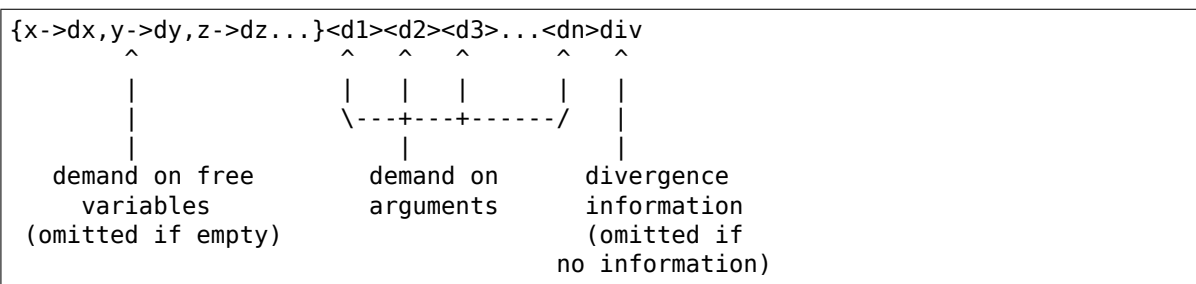 {x->dx,y->dy,z->dz...}<d1><d2><d3>...<dn>div
^ ^ ^ ^ ^ ^
| | | | | |
| \---+---+------/ |
| | |
demand on free demand on divergence
variables arguments information
(omitted if empty) (omitted if
no information)